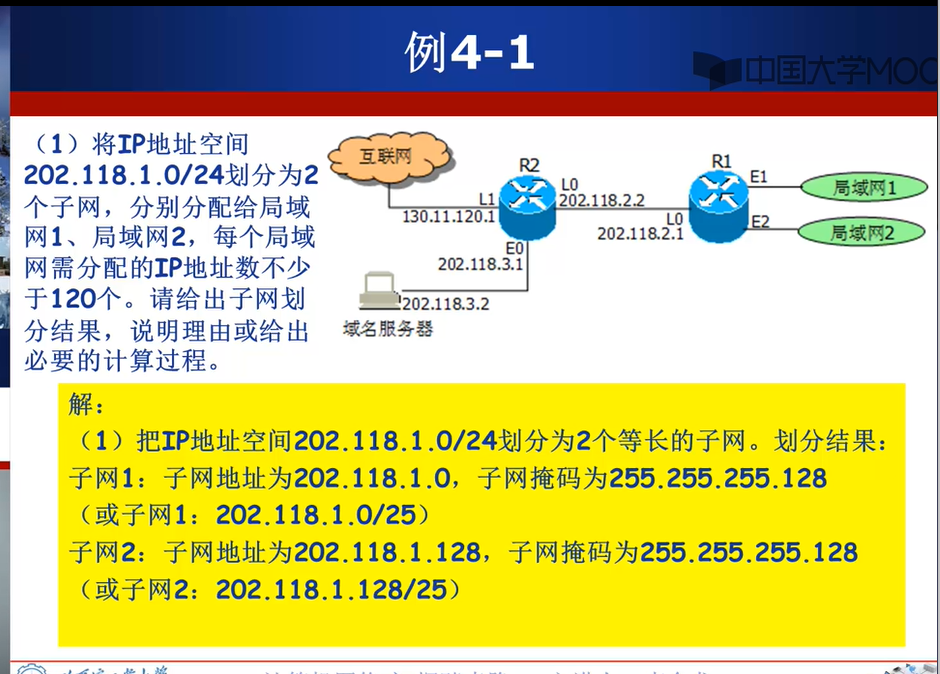 例4-1
中国大学MOO
（1）将IP地址空间
202.118.1.0/24划分为2
个子网，分别分配给局域
网1、局域网2，每个局域
网需分配的IP地址数不少
于120个。请给出子网划
分结果，说明理由或给出
必要的计算过程。
互联网
R2
R1
L1
L0
E1
局域网1
130.11.120.1
202.118.2.2
L0
E2
局域网2
202.118.2.1
E0
202.118.3.1
202.118.3.2
域名服务器
解：
（1）把IP地址空间202.118.1.0/24划分为2个等长的子网。划分结果：
子网1：子网地址为202.118.1.0，子网掩码为255.255.255.128
（或子网1：202.118.1.0/25）
子网2：子网地址为202.118.1.128，子网掩码为255.255.255.128
（或子网2：202.118.1.128/25）